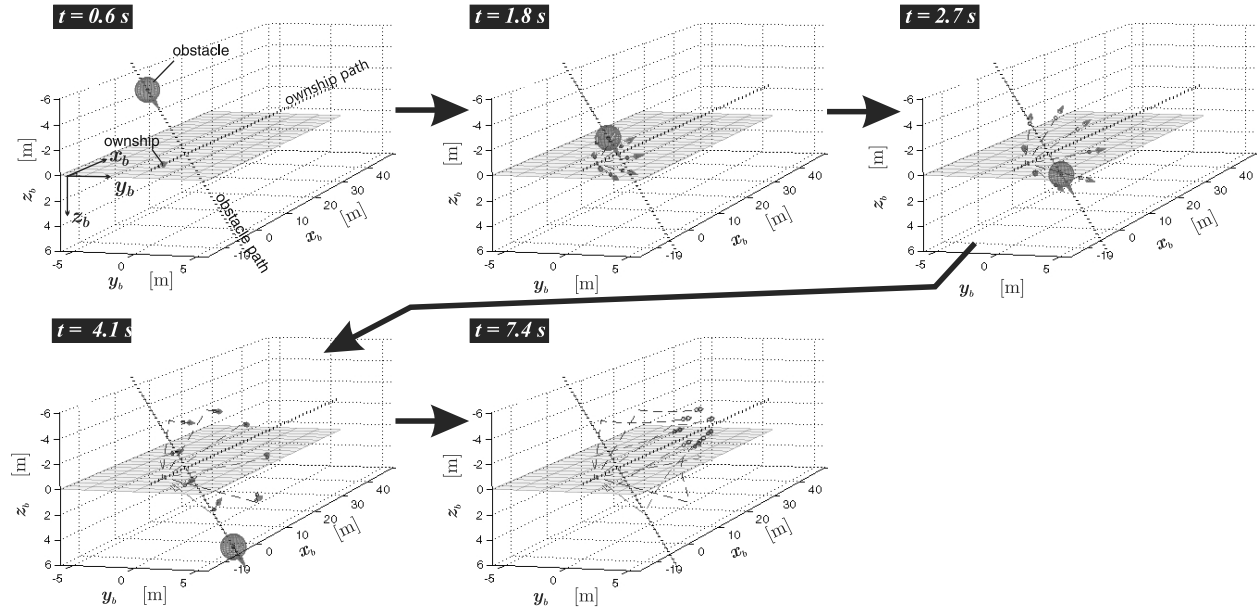 t = 0.6 s
obstacle
ownship path
ownship
x_b
y_b
z_b
obstacle path
-6
-4
-2
0
2
4
6
[m]
z_b
-5
0
5
y_b [m]
-10
0
10
20
30
40
x_b [m]
t = 1.8 s
-6
-4
-2
0
2
4
6
[m]
z_b
-5
0
5
y_b [m]
-10
0
10
20
30
40
x_b [m]
t = 2.7 s
-6
-4
-2
0
2
4
6
[m]
z_b
-5
0
5
y_b [m]
-10
0
10
20
30
40
x_b [m]
t = 4.1 s
-6
-4
-2
0
2
4
6
[m]
z_b
-5
0
5
y_b [m]
-10
0
10
20
30
40
x_b [m]
t = 7.4 s
-6
-4
-2
0
2
4
6
[m]
z_b
-5
0
5
y_b [m]
-10
0
10
20
30
40
x_b [m]